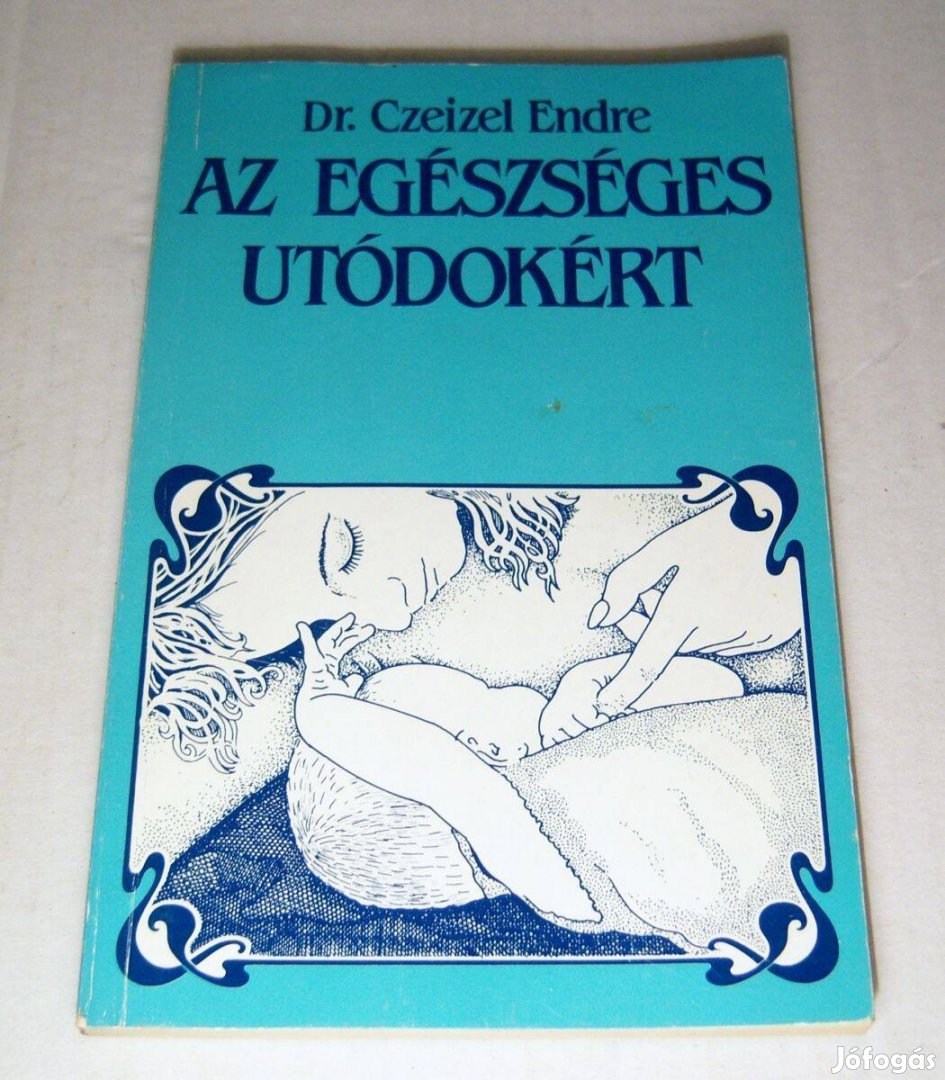 Dr. Czeizel Endre
AZ EGÉSZSÉGES
UTÓDOKÉRT
Jófogás